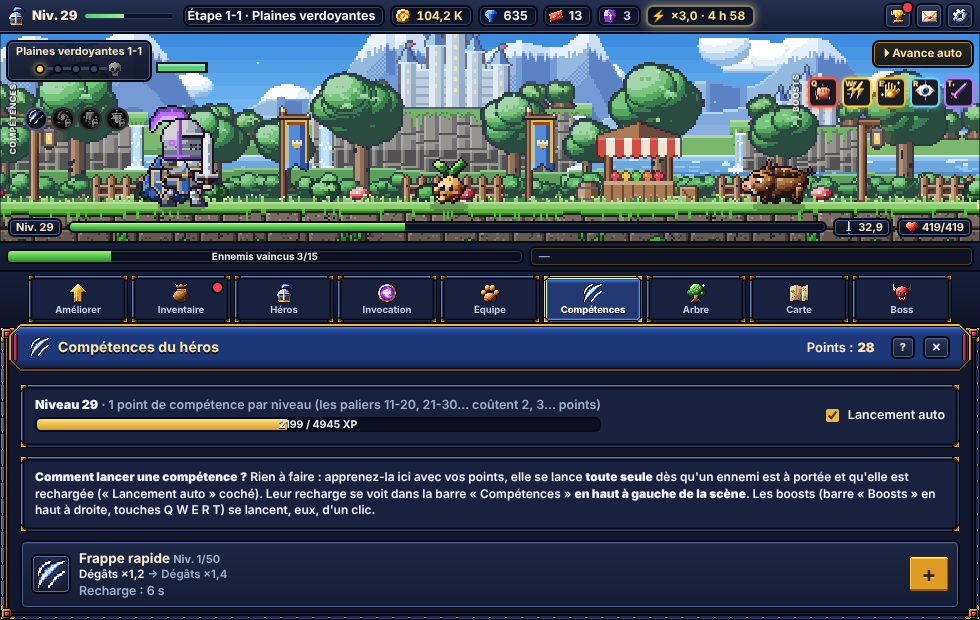 Niv. 29
Étape 1-1 · Plaines verdoyantes
104,2 K
635
13
3
×3,0 · 4 h 58
Plaines verdoyantes 1-1
Avance auto
COMPÉTENCES
BOOSTS
Niv. 29
32,9
419/419
Ennemis vaincus 3/15
—
Améliorer
Inventaire
Héros
Invocation
Equipe
Compétences
Arbre
Carte
Boss
Compétences du héros
Points : 28
?
×
Niveau 29 · 1 point de compétence par niveau (les paliers 11-20, 21-30… coûtent 2, 3… points)
2199 / 4945 XP
Lancement auto
Comment lancer une compétence ? Rien à faire : apprenez-la ici avec vos points, elle se lance toute seule dès qu'un ennemi est à portée et qu'elle est
rechargée (« Lancement auto » coché). Leur recharge se voit dans la barre « Compétences » en haut à gauche de la scène. Les boosts (barre « Boosts » en
haut à droite, touches Q W E R T) se lancent, eux, d'un clic.
Frappe rapide Niv. 1/50
Dégâts ×1,2 → Dégâts ×1,4
Recharge : 6 s
+